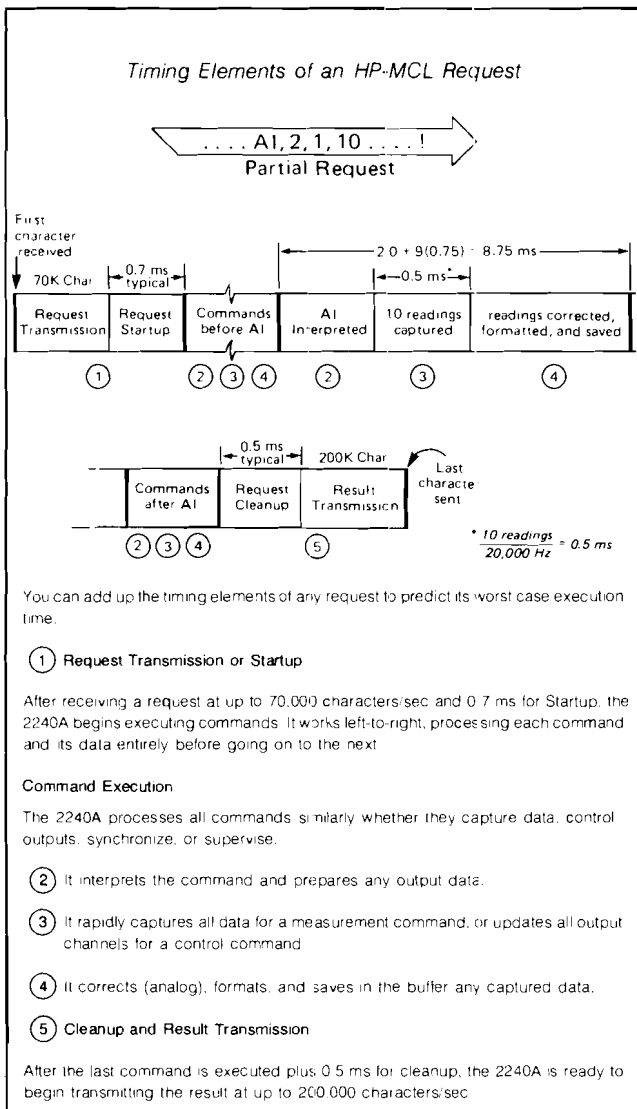 Timing Elements of an HP-MCL Request
. . . . AI, 2, 1, 10 . . . . !
Partial Request
First
character
received
70K Char
0.7 ms
typical
2.0 + 9(0.75) = 8.75 ms
0.5 ms*
Request
Transmission
Request
Startup
Commands
before AI
AI
Interpreted
10 readings
captured
readings corrected,
formatted, and saved
1 2 3 4 2 3 4
0.5 ms
typical
200K Char
Last
characte
sent
Commands
after AI
Request
Cleanup
Result
Transmission
2 3 4 5
* 10 readings
20,000 Hz = 0.5 ms
You can add up the timing elements of any request to predict its worst case execution
time.
1 Request Transmission or Startup
After receiving a request at up to 70.000 characters/sec and 0 7 ms for Startup, the
2240A begins executing commands It works left-to-right, processing each command
and its data entirely before going on to the next
Command Execution
The 2240A processes all commands similarly whether they capture data, control
outputs, synchronize, or supervise.
2 It interprets the command and prepares any output data.
3 It rapidly captures all data for a measurement command, or updates all output
channels for a control command
4 It corrects (analog), formats, and saves in the buffer any captured data.
5 Cleanup and Result Transmission
After the last command is executed plus 0 5 ms for cleanup, the 2240A is ready to
begin transmitting the result at up to 200.000 characters/sec